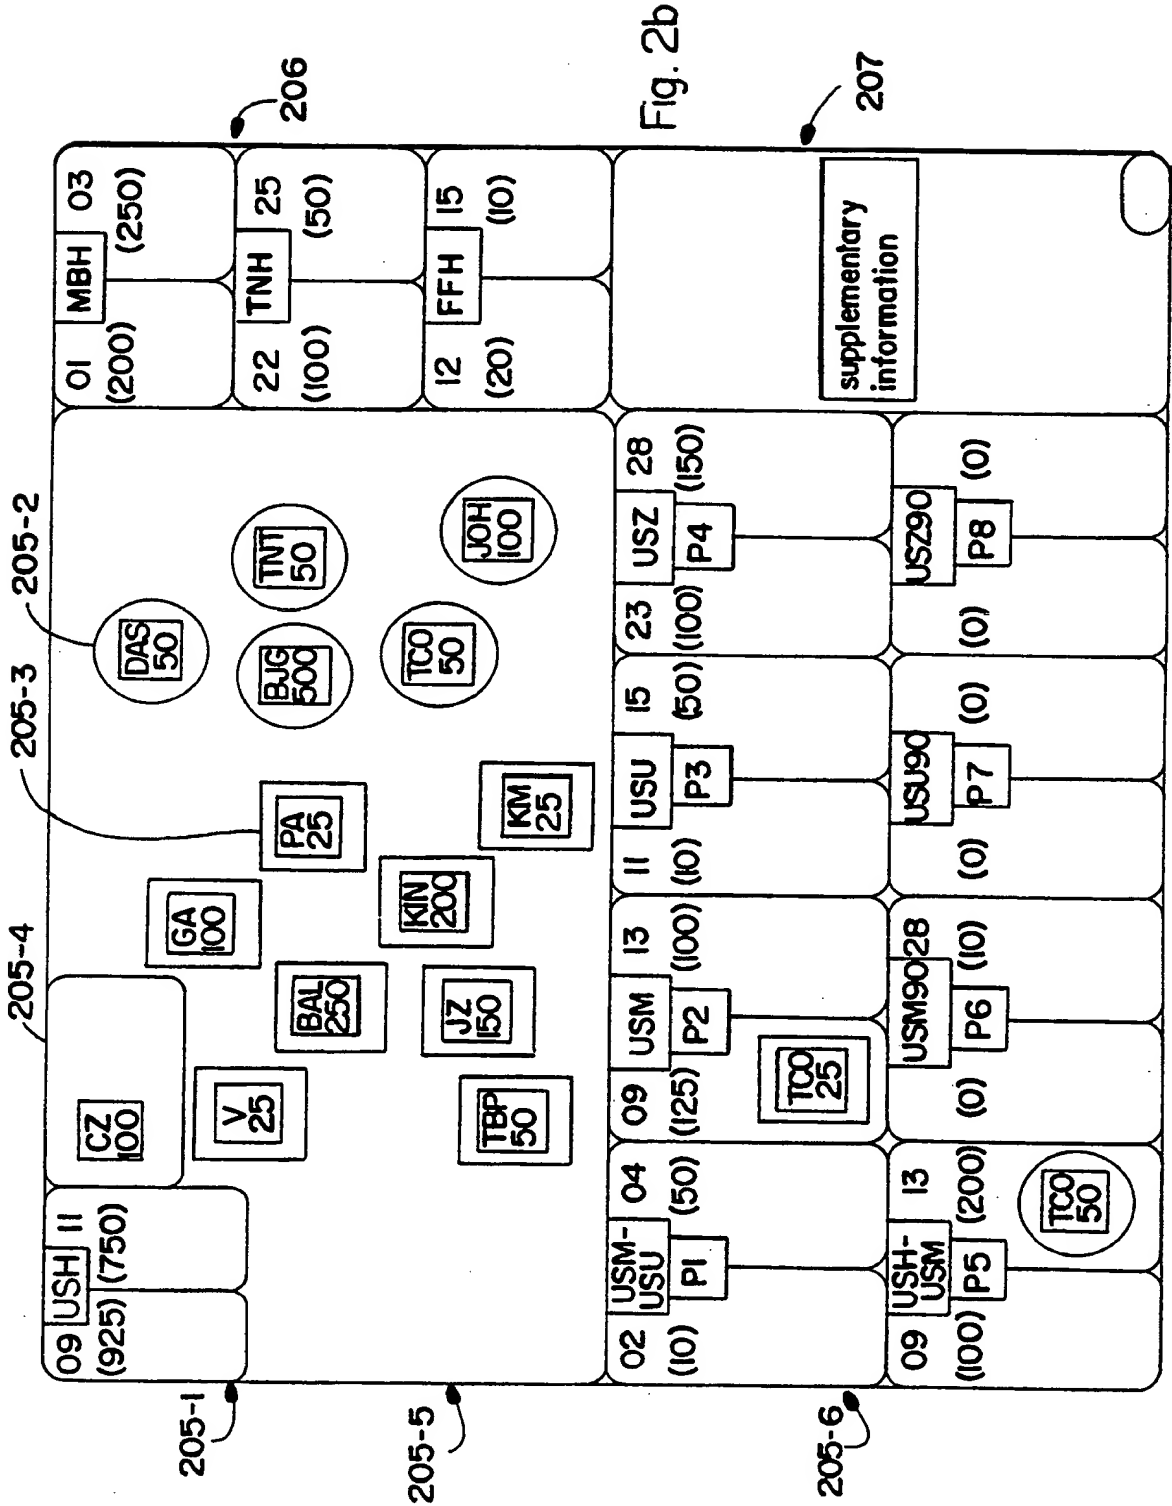 205-4
205-3
205-2
09 USH 11
(925) (750)
CZ
100
V
25
GA
100
DAS
50
BAL
250
PA
25
BJG
500
TNT
50
TBP
50
JZ
150
KIN
200
KM
25
TCO
50
JOH
100
01 MBH 03
(200) (250)
22 TNH 25
(100) (50)
12 FFH 15
(20) (10)
205-1
205-5
206
02 USM-
USU 04
(10) P1 (50)
09 USM 13
(125) P2 (100)
TCO
25
11 USU 15
(10) P3 (50)
23 USZ 28
(100) P4 (150)
Fig. 2b
205-6
207
09 USH-
USM 13
(100) P5 (200)
TCO
50
USM90 28
(0) P6 (10)
USU90
(0) P7 (0)
USZ90
(0) P8 (0)
supplementary
information